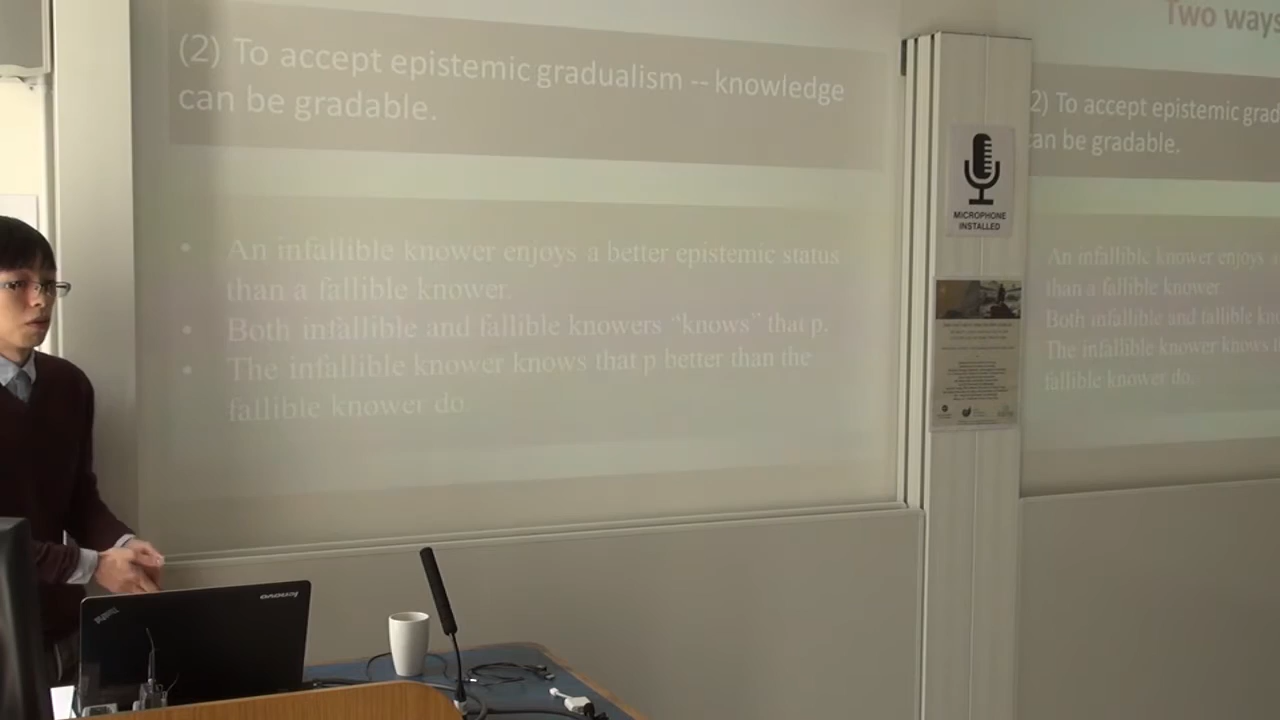 (2) To accept epistemic gradualism -- knowledge
can be gradable.
• An infallible knower enjoys a better epistemic status
than a fallible knower.
• Both infallible and fallible knowers “knows” that p.
• The infallible knower knows that p better than the
fallible knower do.
MICROPHONE
INSTALLED
Two ways
2) To accept epistemic grad
can be gradable.
An infallible knower enjoys a
than a fallible knower.
Both infallible and fallible kno
The infallible knower knows t
fallible knower do.
lenovo
ThinkPad